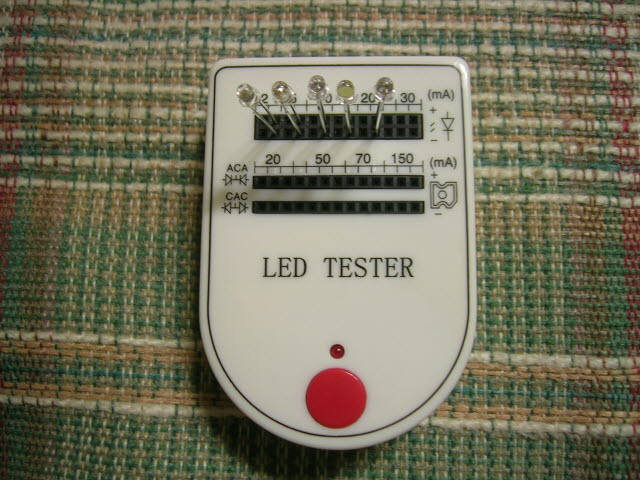 2 20 30 (mA)
+
-
20 50 70 150 (mA)
ACA +
CAC
-
LED TESTER